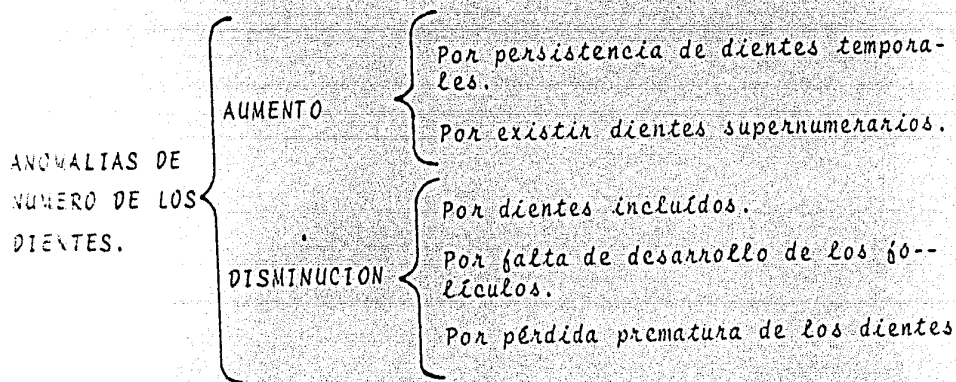 ANOMALIAS DE
NUMERO DE LOS
DIENTES.
AUMENTO
Por persistencia de dientes tempora-
les.
Por existir dientes supernumerarios.
DISMINUCION
Por dientes incluídos.
Por falta de desarrollo de los fo--
lículos.
Por pérdida prematura de los dientes